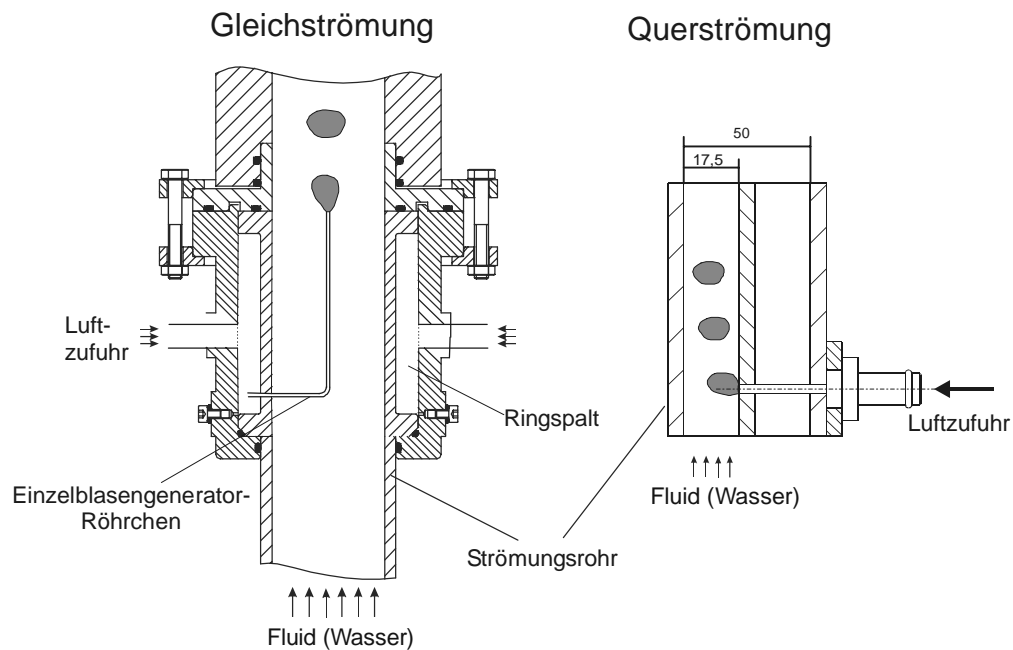 Gleichströmung
Querströmung
50
17,5
Luft-
zufuhr
Ringspalt
Luftzufuhr
Einzelblasengenerator-
Röhrchen
Fluid (Wasser)
Strömungsrohr
Fluid (Wasser)